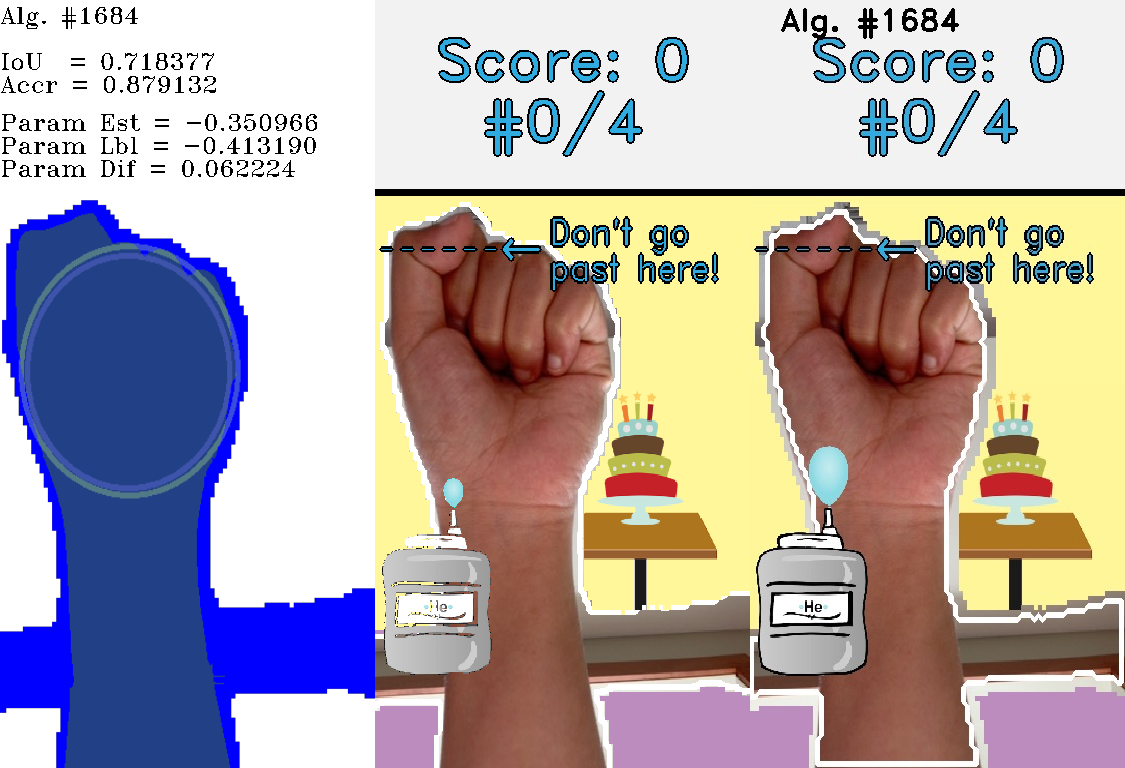 Alg. #1684
IoU = 0.718377
Accr = 0.879132
Param Est = −0.350966
Param Lbl = −0.413190
Param Dif = 0.062224
Score: 0
#0/4
Don't go
past here!
He
Alg. #1684
Score: 0
#0/4
Don't go
past here!
He